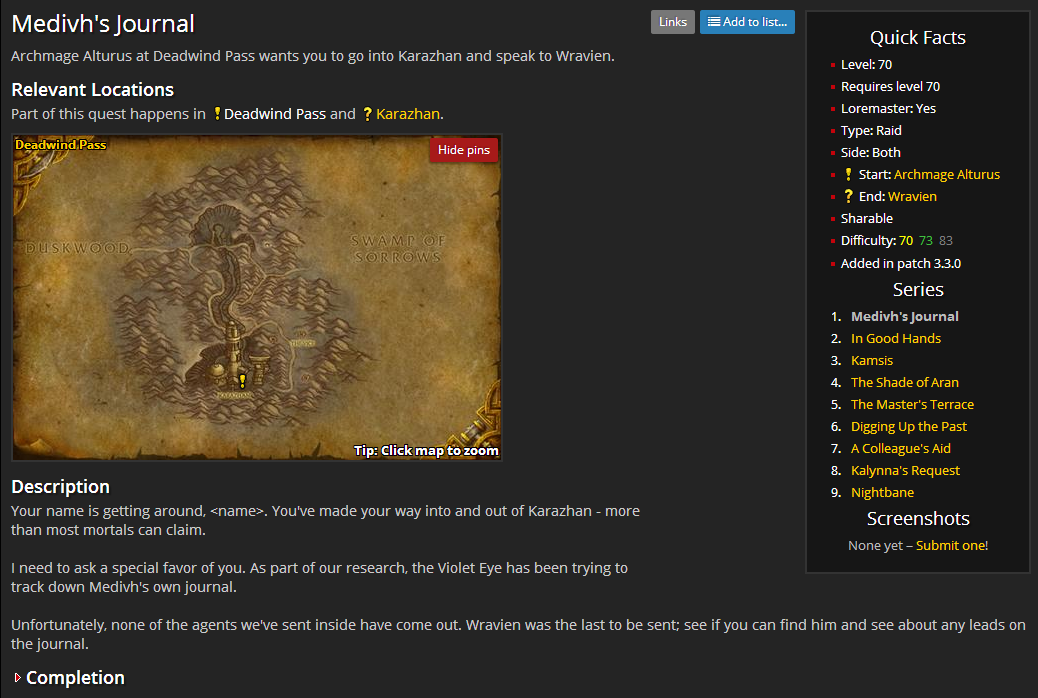 Medivh's Journal
Links
Add to list...
Archmage Alturus at Deadwind Pass wants you to go into Karazhan and speak to Wravien.
Relevant Locations
Part of this quest happens in Deadwind Pass and Karazhan.
Deadwind Pass
Hide pins
DUSKWOOD
SWAMP OF
SORROWS
THE VICE
KARAZHAN
Tip: Click map to zoom
Description
Your name is getting around, <name>. You've made your way into and out of Karazhan - more
than most mortals can claim.
I need to ask a special favor of you. As part of our research, the Violet Eye has been trying to
track down Medivh's own journal.
Unfortunately, none of the agents we've sent inside have come out. Wravien was the last to be sent; see if you can find him and see about any leads on
the journal.
Completion
Quick Facts
Level: 70
Requires level 70
Loremaster: Yes
Type: Raid
Side: Both
Start: Archmage Alturus
End: Wravien
Sharable
Difficulty: 70 73 83
Added in patch 3.3.0
Series
1. Medivh's Journal
2. In Good Hands
3. Kamsis
4. The Shade of Aran
5. The Master's Terrace
6. Digging Up the Past
7. A Colleague's Aid
8. Kalynna's Request
9. Nightbane
Screenshots
None yet – Submit one!